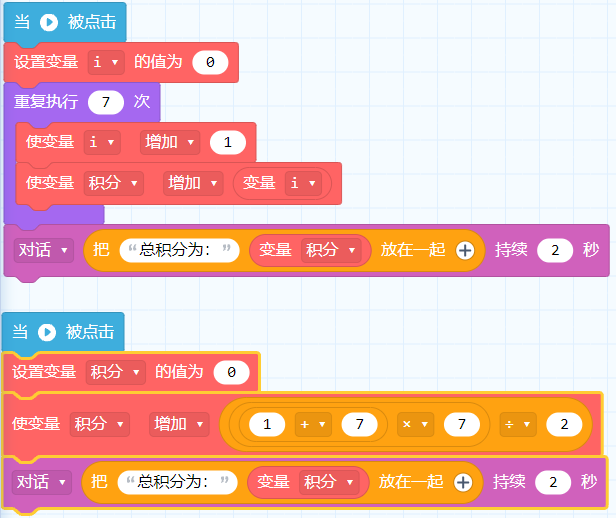 当 被点击
设置变量 i 的值为 0
重复执行 7 次
使变量 i 增加 1
使变量 积分 增加 变量 i
对话 把 “总积分为：” 变量 积分 放在一起 + 持续 2 秒
当 被点击
设置变量 积分 的值为 0
使变量 积分 增加 1 + 7 × 7 ÷ 2
对话 把 “总积分为：” 变量 积分 放在一起 + 持续 2 秒